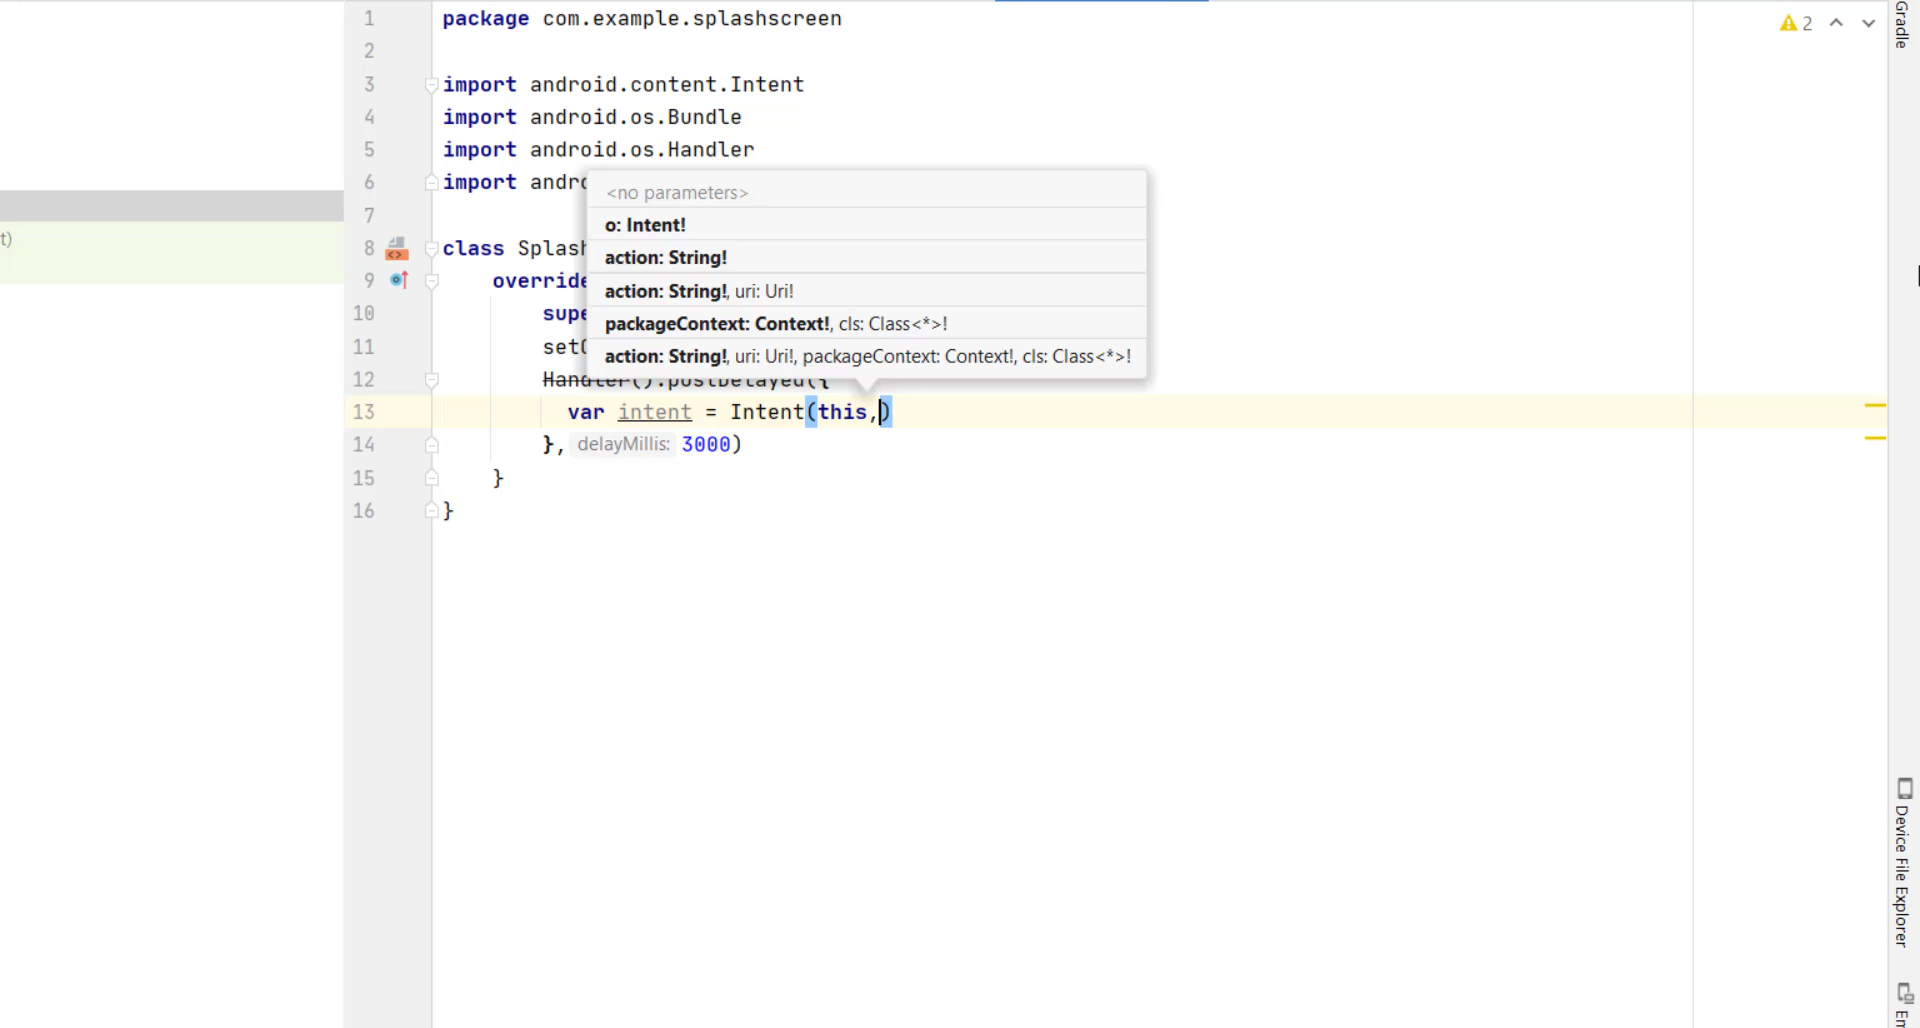 1 package com.example.splashscreen
2
3 import android.content.Intent
4 import android.os.Bundle
5 import android.os.Handler
6 import andro
7
8 class Splash
9 override
10 supe
11 set
12 Handler().postDelayed({
13 var intent = Intent(this,)
14 }, delayMillis: 3000)
15 }
16 }
<no parameters>
o: Intent!
action: String!
action: String!, uri: Uri!
packageContext: Context!, cls: Class<*>!
action: String!, uri: Uri!, packageContext: Context!, cls: Class<*>!
t)
2
Gradle
Device File Explorer
Em